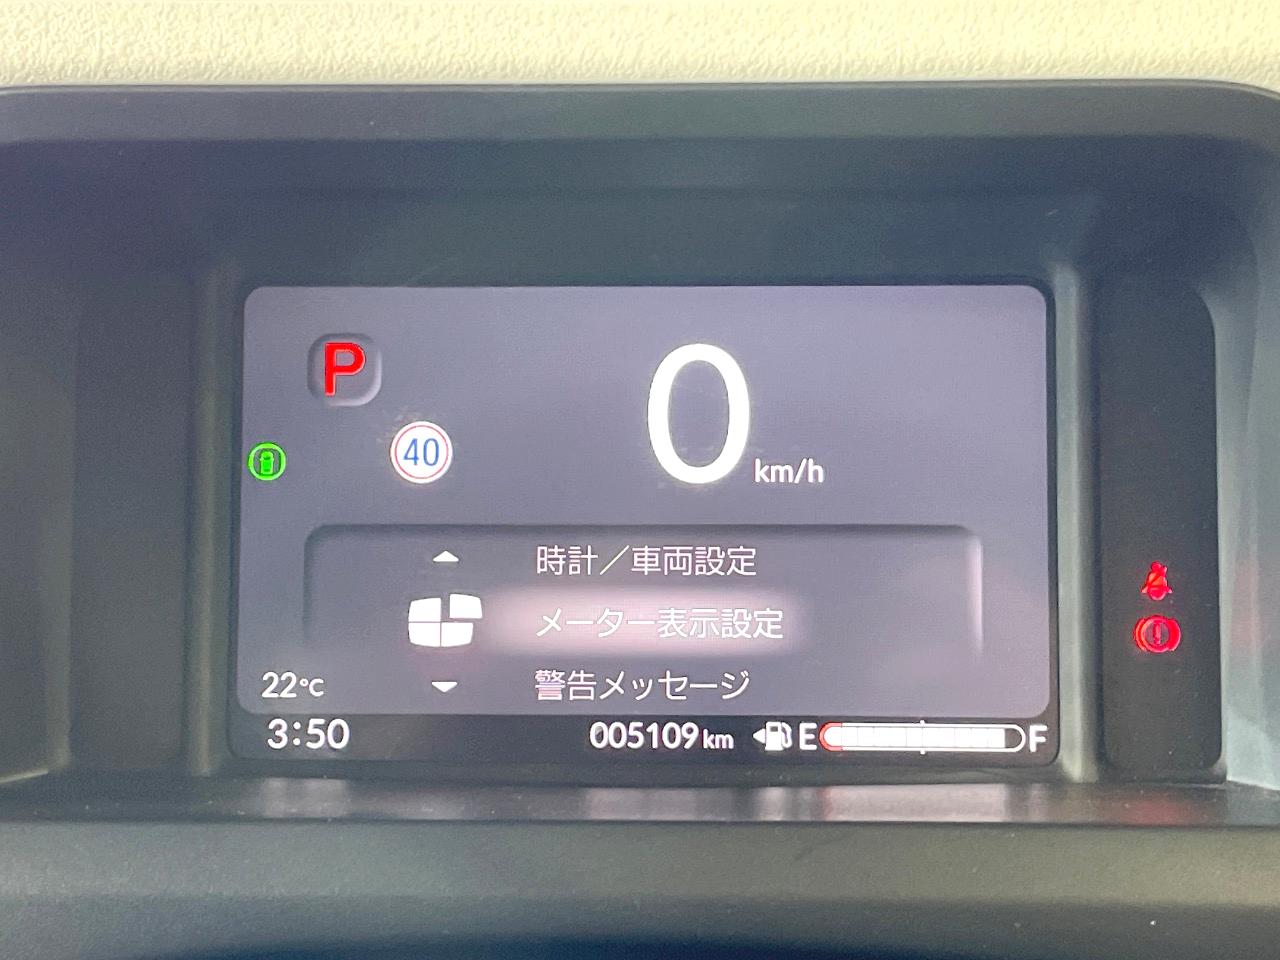 P
0
40
km/h
時計／車両設定
メーター表示設定
警告メッセージ
22°C
3:50
005109km
E
F